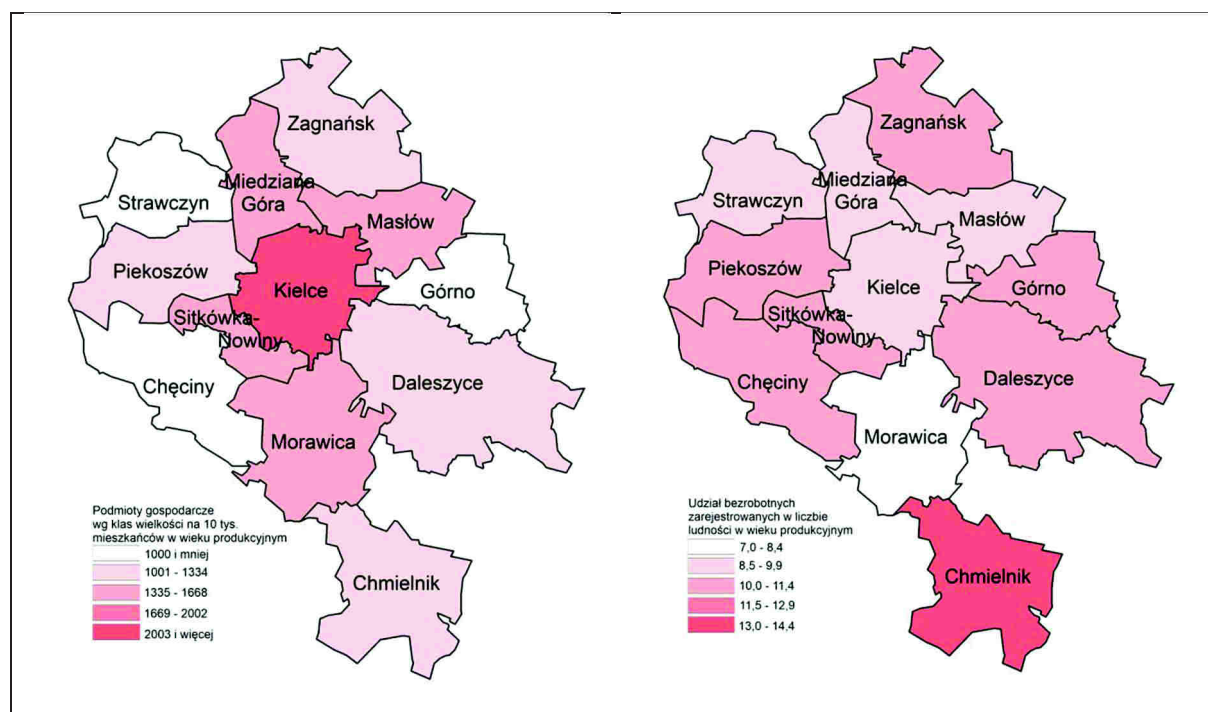 Zagnańsk
Miedziana
Góra
Strawczyn
Masłów
Piekoszów
Kielce
Górno
Sitkówka-
Nowiny
Chęciny
Daleszyce
Morawica
Chmielnik
Podmioty gospodarcze
wg klas wielkości na 10 tys.
mieszkańców w wieku produkcyjnym
1000 i mniej
1001 - 1334
1335 - 1668
1669 - 2002
2003 i więcej
Zagnańsk
Miedziana
Góra
Strawczyn
Masłów
Piekoszów
Kielce
Górno
Sitkówka-
Nowiny
Chęciny
Daleszyce
Morawica
Chmielnik
Udział bezrobotnych
zarejestrowanych w liczbie
ludności w wieku produkcyjnym
7,0 - 8,4
8,5 - 9,9
10,0 - 11,4
11,5 - 12,9
13,0 - 14,4